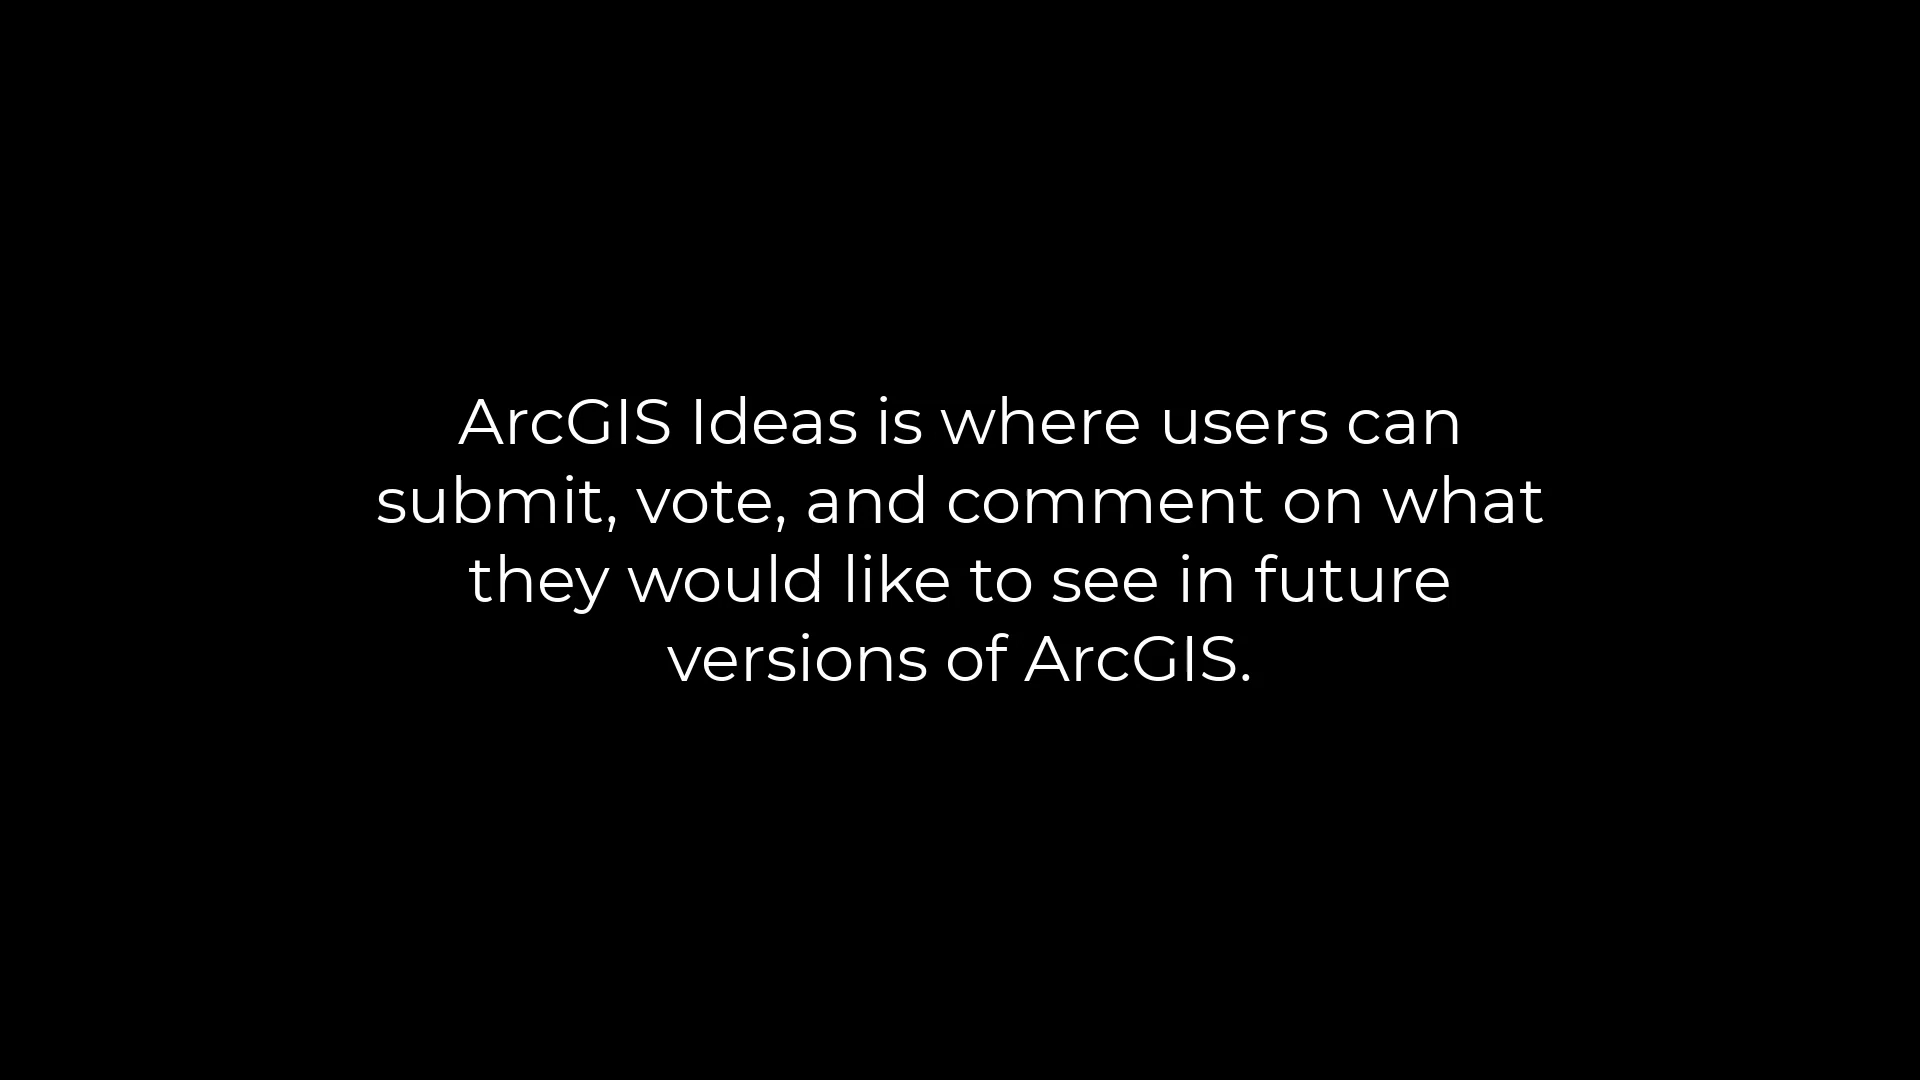 ArcGIS Ideas is where users can
submit, vote, and comment on what
they would like to see in future
versions of ArcGIS.